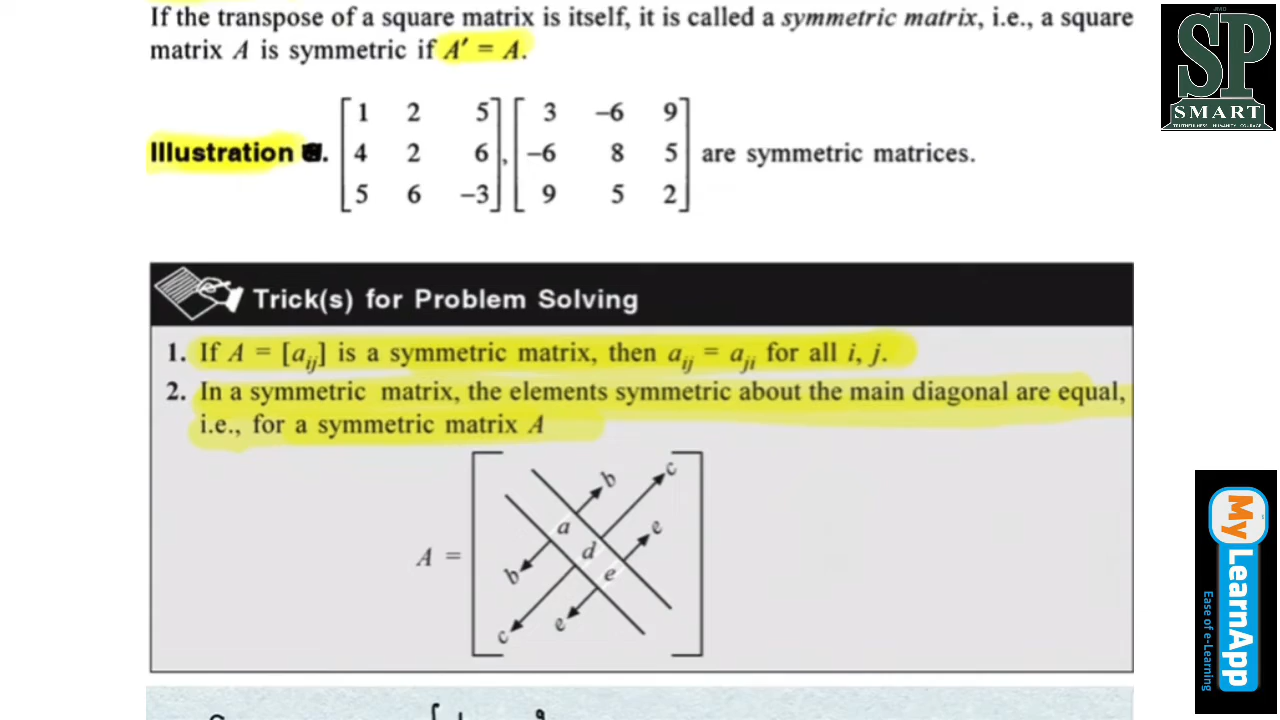 If the transpose of a square matrix is itself, it is called a symmetric matrix, i.e., a square
matrix A is symmetric if A′ = A.
Illustration . [1 2 5; 4 2 6; 5 6 −3], [3 −6 9; −6 8 5; 9 5 2] are symmetric matrices.
Trick(s) for Problem Solving
1. If A = [aij] is a symmetric matrix, then aij = aji for all i, j.
2. In a symmetric matrix, the elements symmetric about the main diagonal are equal,
i.e., for a symmetric matrix A
b c
a e
A = d
b e
c e
SP
SMART
TRUTHFULNESS HUMANITY COURAGE
My LearnApp
Ease of e-Learning